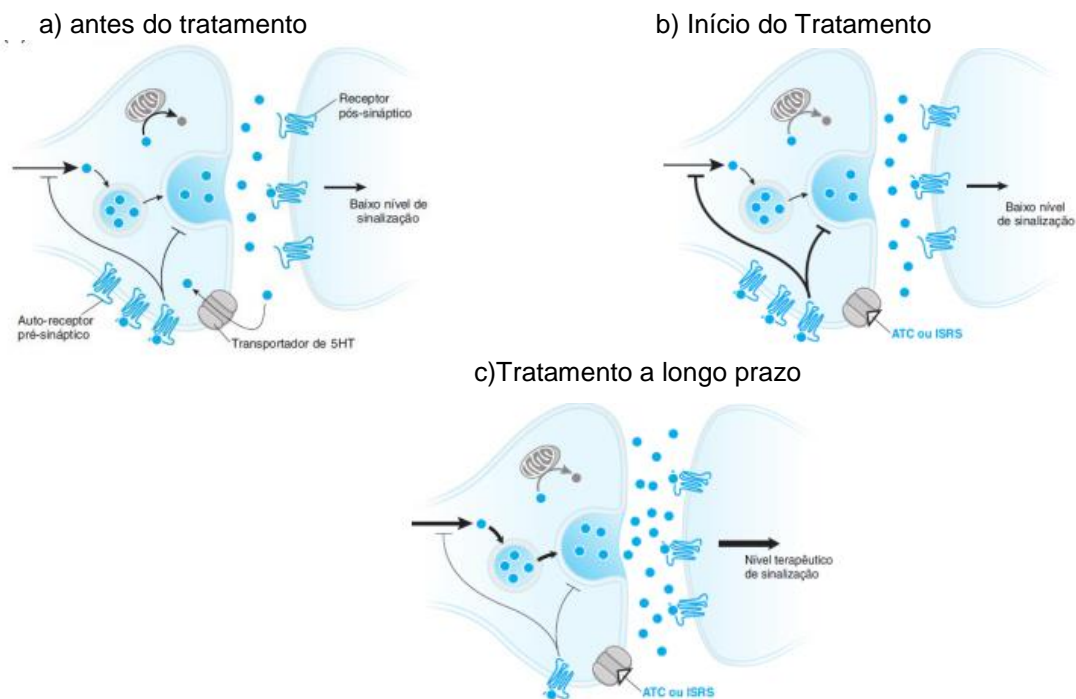 a) antes do tratamento
Receptor
pós-sináptico
Baixo nível de
sinalização
Auto-receptor
pré-sináptico
Transportador de 5HT
b) Início do Tratamento
Baixo nível
de sinalização
ATC ou ISRS
c)Tratamento a longo prazo
Nível terapêutico
de sinalização
ATC ou ISRS